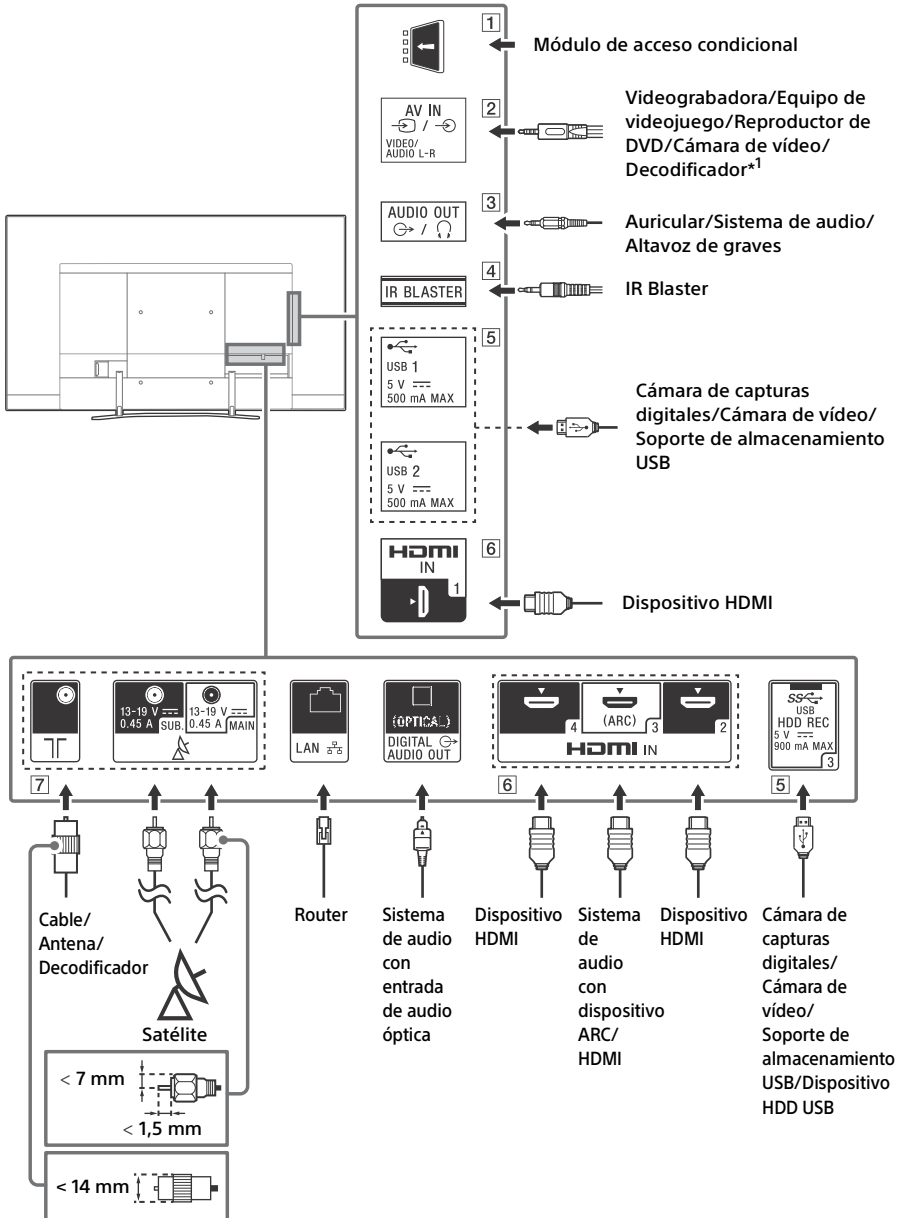 1
Módulo de acceso condicional
AV IN
/
VIDEO/
AUDIO L-R
2
Videograbadora/Equipo de
videojuego/Reproductor de
DVD/Cámara de vídeo/
Decodificador*1
AUDIO OUT
/
3
Auricular/Sistema de audio/
Altavoz de graves
4
IR BLASTER
IR Blaster
5
USB 1
5 V
500 mA MAX
USB 2
5 V
500 mA MAX
Cámara de capturas
digitales/Cámara de vídeo/
Soporte de almacenamiento
USB
HDMI
IN
1
6
Dispositivo HDMI
13-19 V
0.45 A
SUB.
13-19 V
0.45 A
MAIN
7
LAN
(OPTICAL)
DIGITAL
AUDIO OUT
4
(ARC)
3
2
HDMI IN
6
SS
USB
HDD REC
5 V
900 mA MAX
3
5
Cable/
Antena/
Decodificador
Satélite
Router
Sistema
de audio
con
entrada
de audio
óptica
Dispositivo
HDMI
Sistema
de
audio
con
dispositivo
ARC/
HDMI
Dispositivo
HDMI
Cámara de
capturas
digitales/
Cámara de
vídeo/
Soporte de
almacenamiento
USB/Dispositivo
HDD USB
< 7 mm
< 1,5 mm
< 14 mm